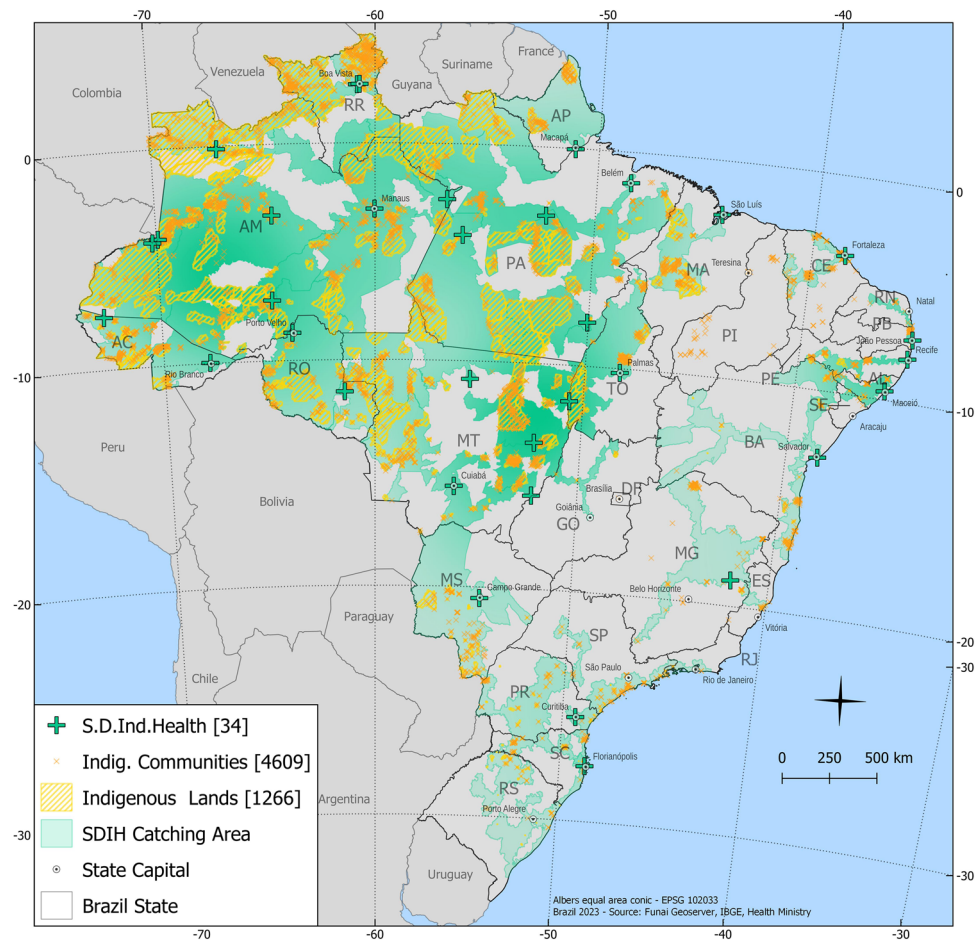 -70
-60
-50
-40
Colombia
Venezuela
Boa Vista
RR
Guyana
Suriname
France
AP
Macapá
0
0
Belém
São Luís
Manaus
AM
PA
MA
Teresina
Fortaleza
CE
RN
Natal
PB
João Pessoa
Recife
PI
PE
AL
Maceió
SE
Aracaju
AC
Porto Velho
Rio Branco
RO
Palmas
TO
-10
-10
Peru
MT
Cuiabá
BA
Salvador
Brasília
DF
Goiânia
GO
Bolivia
MG
ES
Belo Horizonte
Vitória
MS
Campo Grande
-20
-20
Paraguay
SP
São Paulo
RJ
Rio de Janeiro
-30
Chile
PR
Curitiba
SC
Florianópolis
RS
Porto Alegre
Argentina
Uruguay
0 250 500 km
S.D.Ind.Health [34]
Indig. Communities [4609]
Indigenous Lands [1266]
SDIH Catching Area
State Capital
Brazil State
-30
-30
Albers equal area conic - EPSG 102033
Brazil 2023 - Source: Funai Geoserver, IBGE, Health Ministry
-70
-60
-50
-40
-30